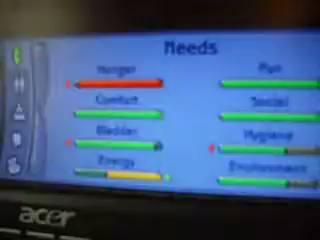 Needs
Hunger Fun
Comfort Social
Bladder Hygiene
Energy Environment
acer